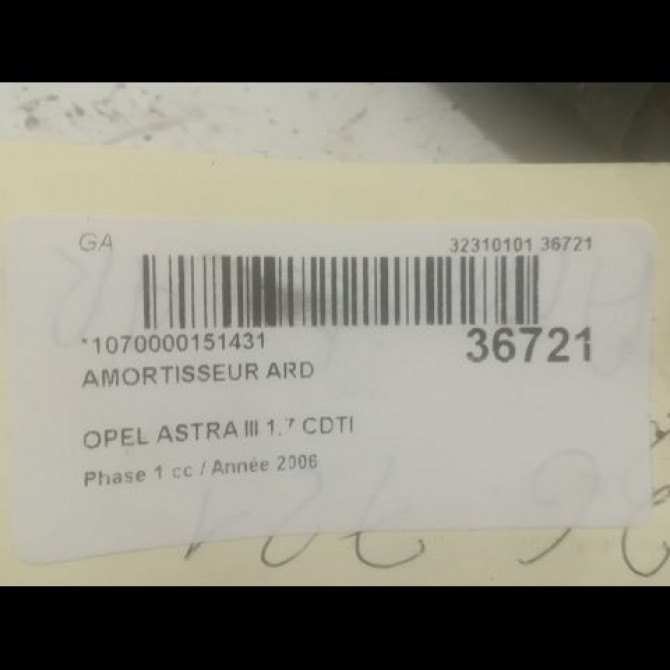 GA 32310101 36721
*1070000151431 36721
AMORTISSEUR ARD
OPEL ASTRA III 1.7 CDTI
Phase 1 cc / Année 2006